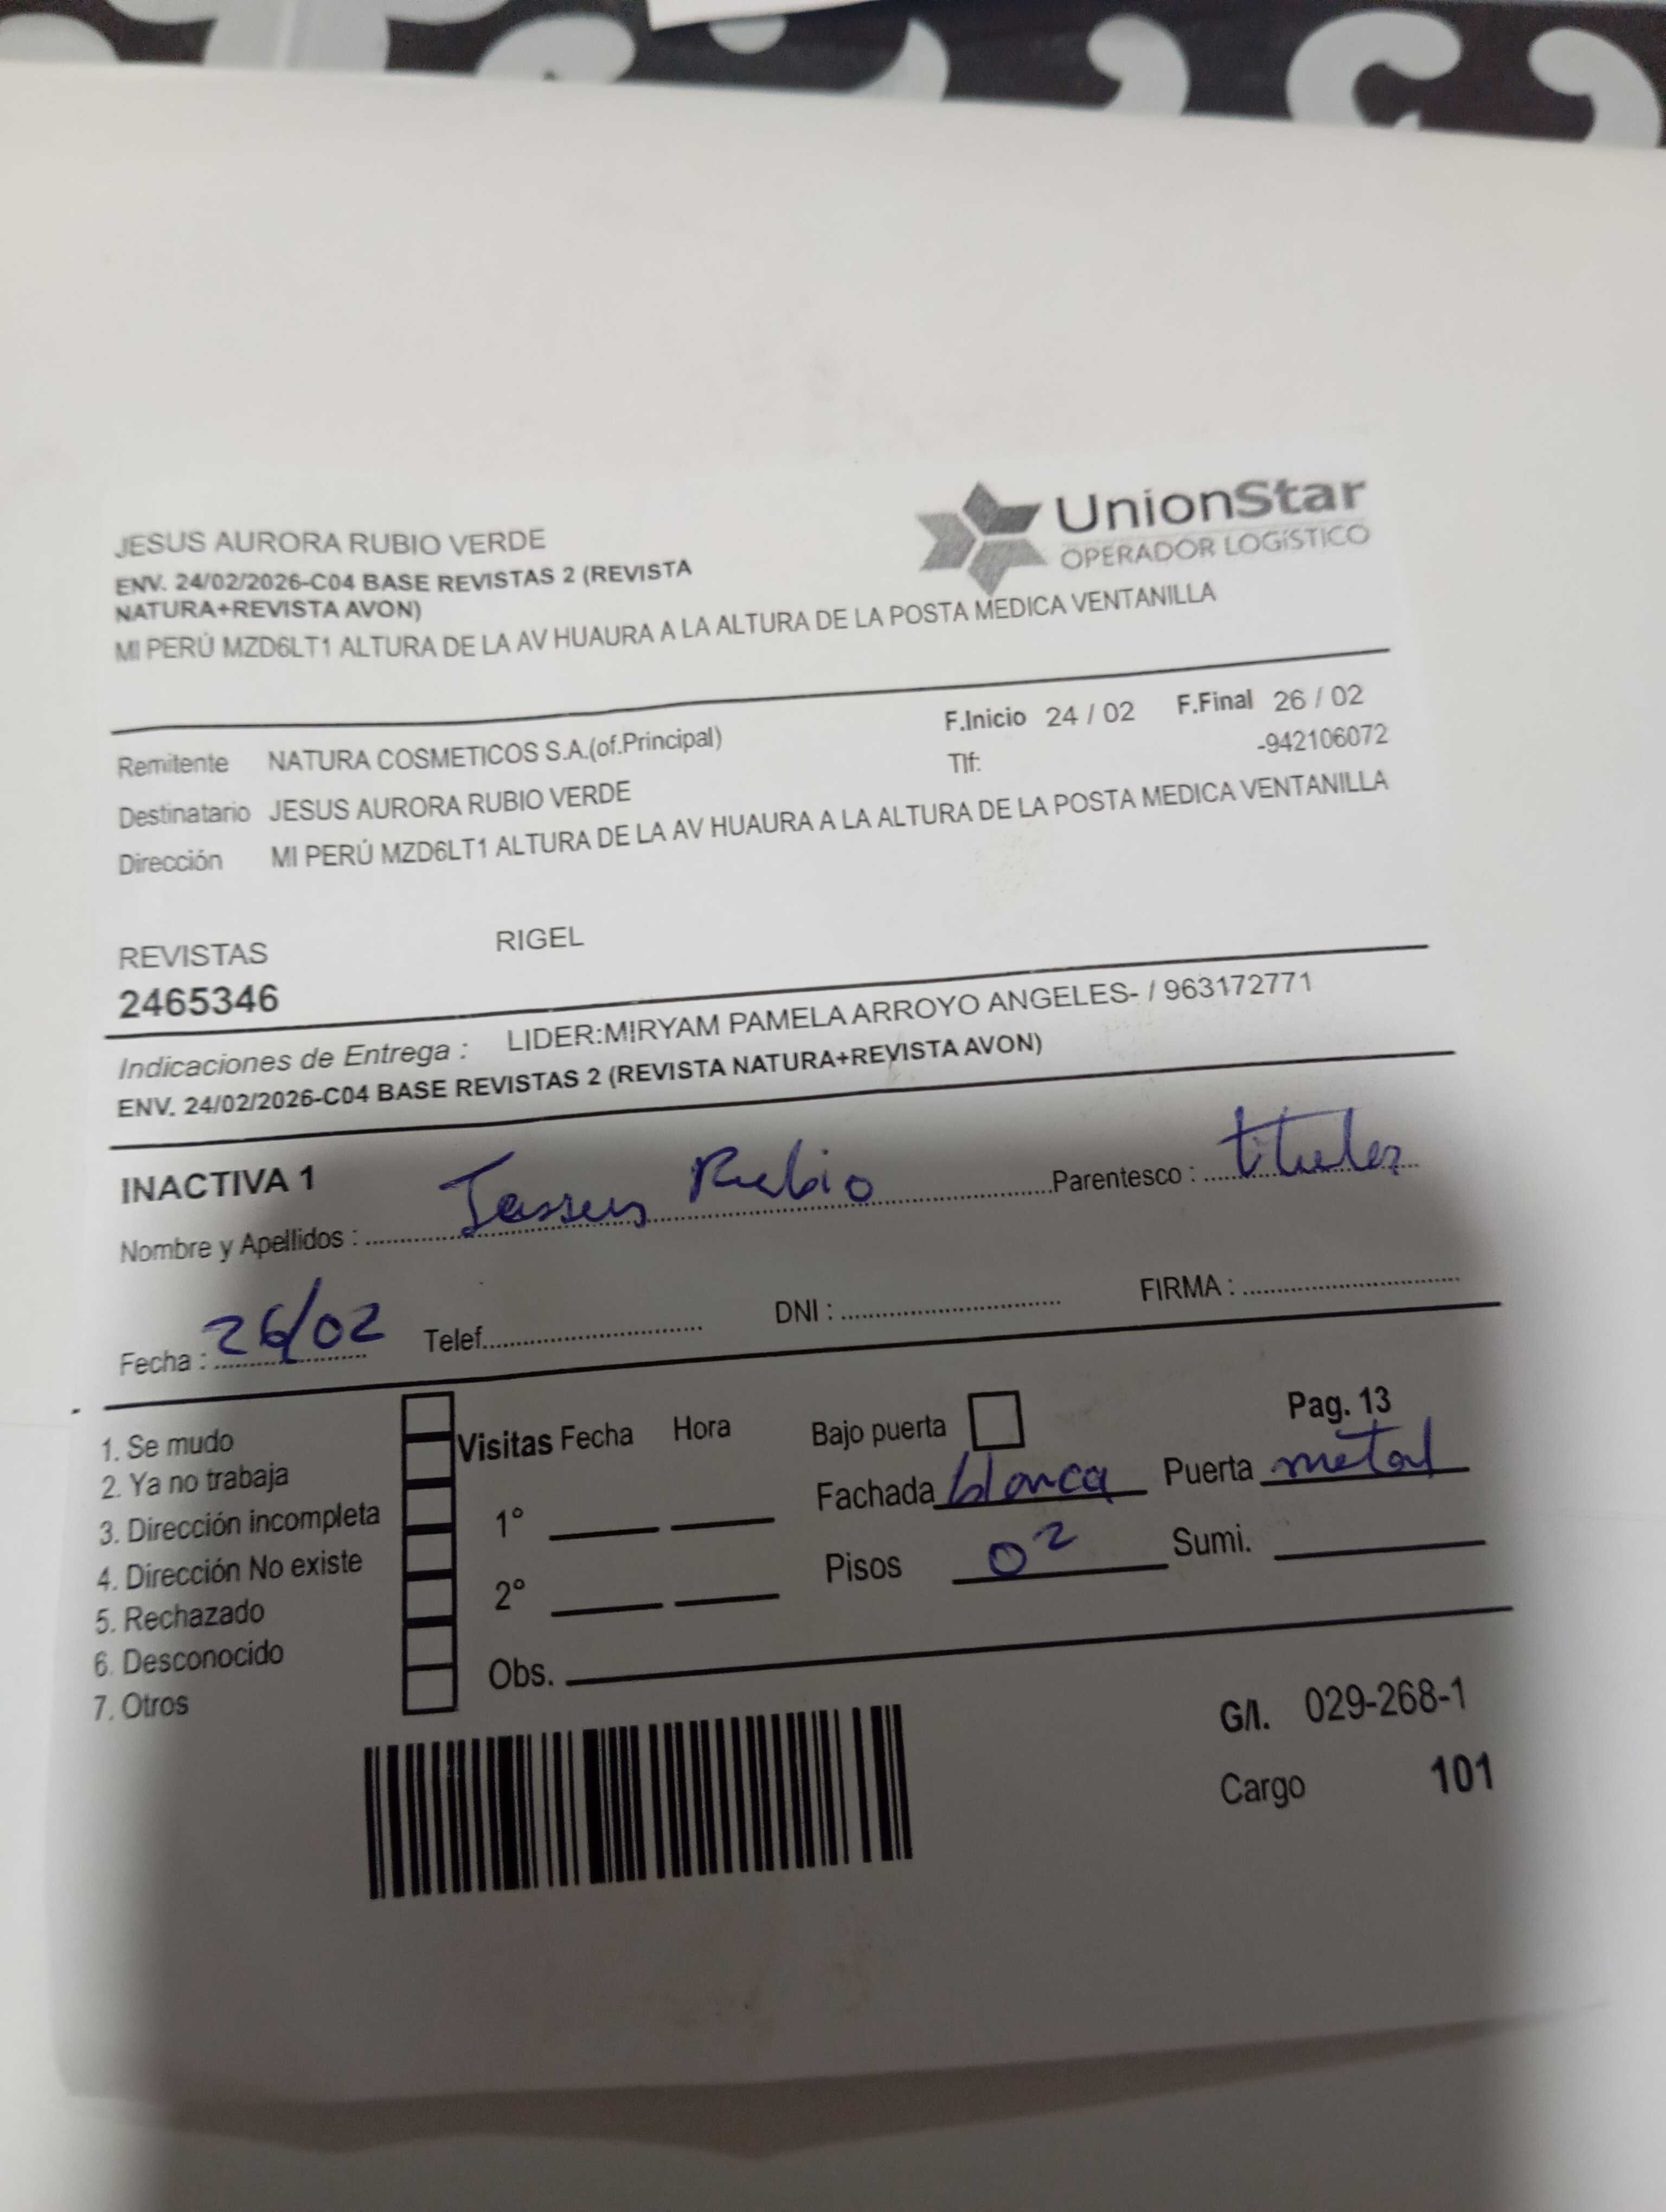 JESUS AURORA RUBIO VERDE
UnionStar
OPERADOR LOGÍSTICO
ENV. 24/02/2026-C04 BASE REVISTAS 2 (REVISTA
NATURA+REVISTA AVON)
MI PERÚ MZD6LT1 ALTURA DE LA AV HUAURA A LA ALTURA DE LA POSTA MEDICA VENTANILLA
F.Inicio 24 / 02 F.Final 26 / 02
Remitente NATURA COSMETICOS S.A.(of.Principal) Tlf: -942106072
Destinatario JESUS AURORA RUBIO VERDE
Dirección MI PERÚ MZD6LT1 ALTURA DE LA AV HUAURA A LA ALTURA DE LA POSTA MEDICA VENTANILLA
REVISTAS RIGEL
2465346
Indicaciones de Entrega : LIDER:MIRYAM PAMELA ARROYO ANGELES- / 963172771
ENV. 24/02/2026-C04 BASE REVISTAS 2 (REVISTA NATURA+REVISTA AVON)
INACTIVA 1
Nombre y Apellidos : Rubio Parentesco : titular
Fecha : 26/02 Telef. DNI : FIRMA :
1. Se mudo
2. Ya no trabaja
3. Dirección incompleta
4. Dirección No existe
5. Rechazado
6. Desconocido
7. Otros
Visitas Fecha Hora
1°
2°
Obs.
Bajo puerta Pag. 13
Fachada blanca Puerta metal
Pisos 02 Sumi.
G/I. 029-268-1
Cargo 101